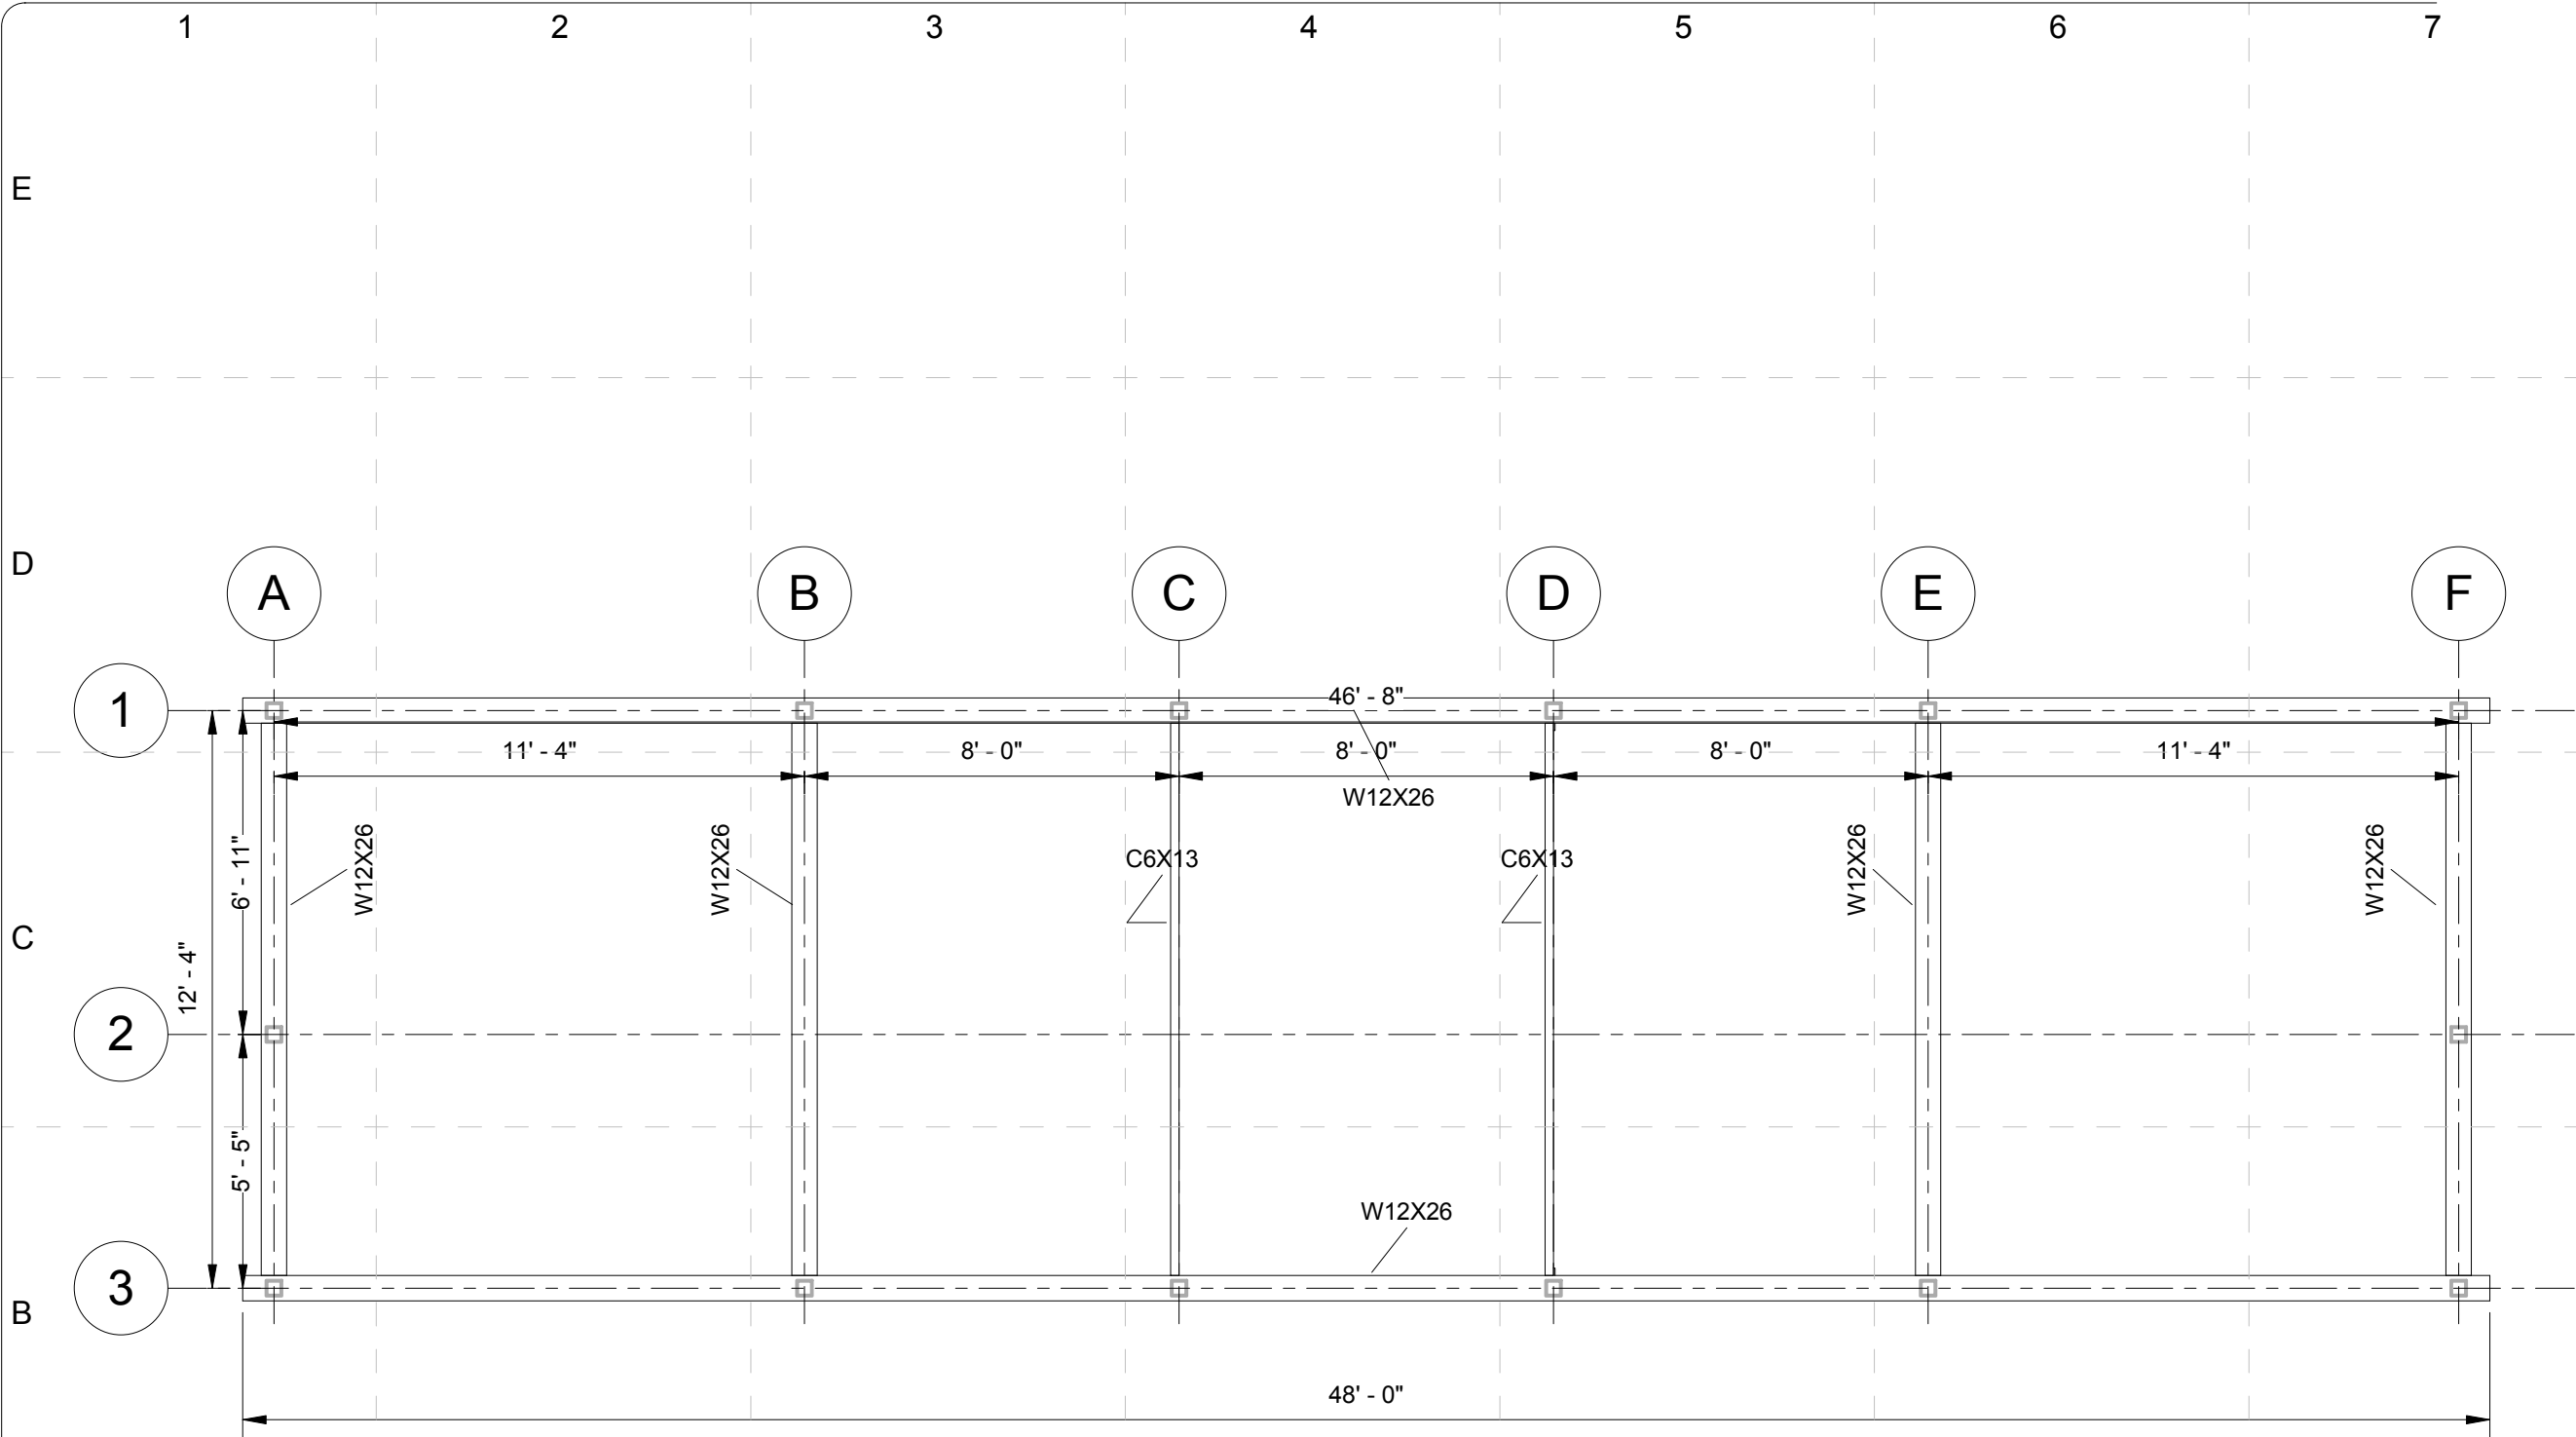 1 2 3 4 5 6 7
E
D
A B C D E F
1
46' - 8"
11' - 4" 8' - 0" 8' - 0" 8' - 0" 11' - 4"
W12X26
6' - 11"
W12X26
W12X26
C6X13
C6X13
W12X26
W12X26
C
12' - 4"
2
5' - 5"
W12X26
3
B
48' - 0"